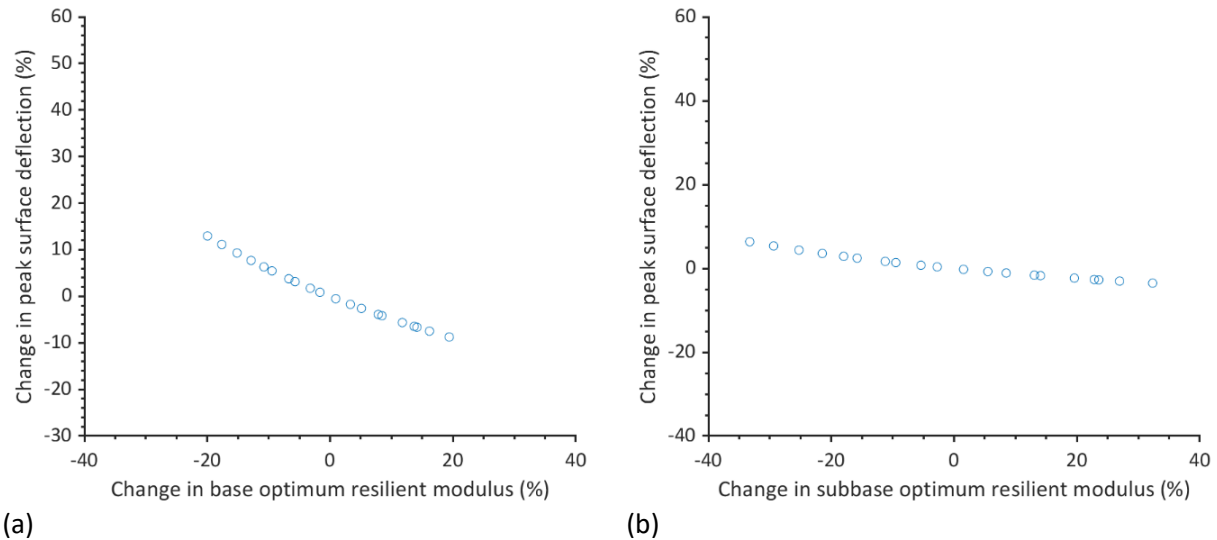 60
50
40
30
20
10
0
-10
-20
-30
-40 -20 0 20 40
Change in peak surface deflection (%)
Change in base optimum resilient modulus (%)
(a)
60
40
20
0
-20
-40
-40 -20 0 20 40
Change in peak surface deflection (%)
Change in subbase optimum resilient modulus (%)
(b)